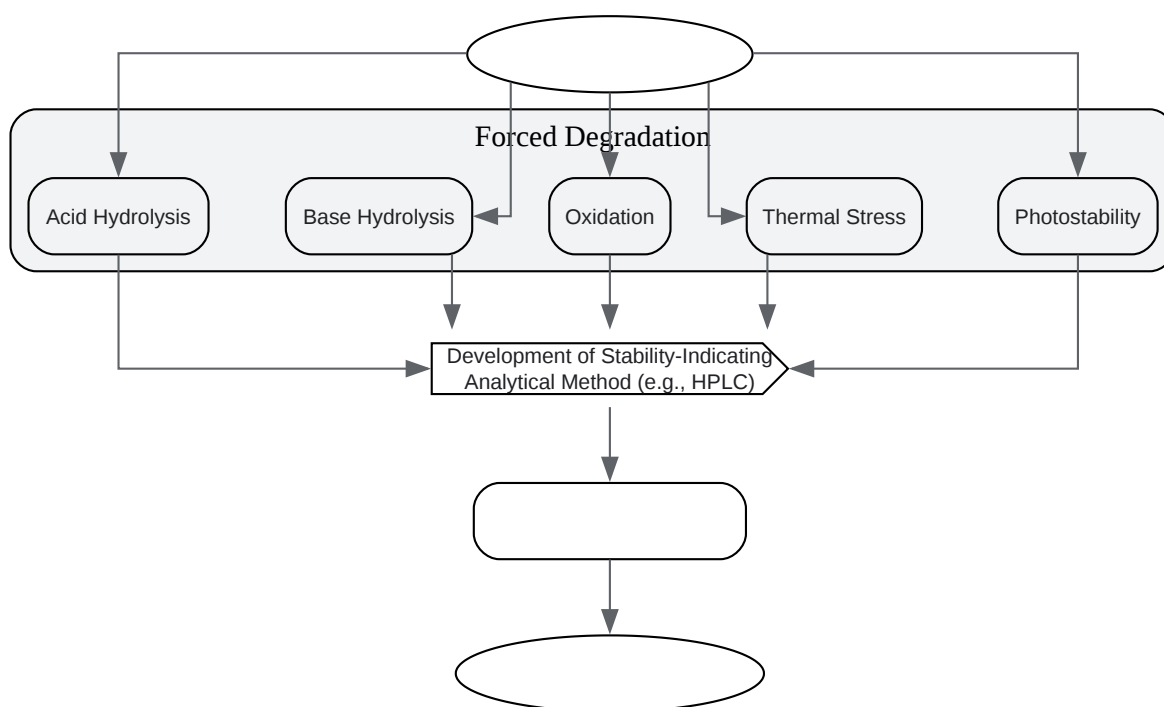 Forced Degradation
Acid Hydrolysis
Base Hydrolysis
Oxidation
Thermal Stress
Photostability
Development of Stability-Indicating
Analytical Method (e.g., HPLC)